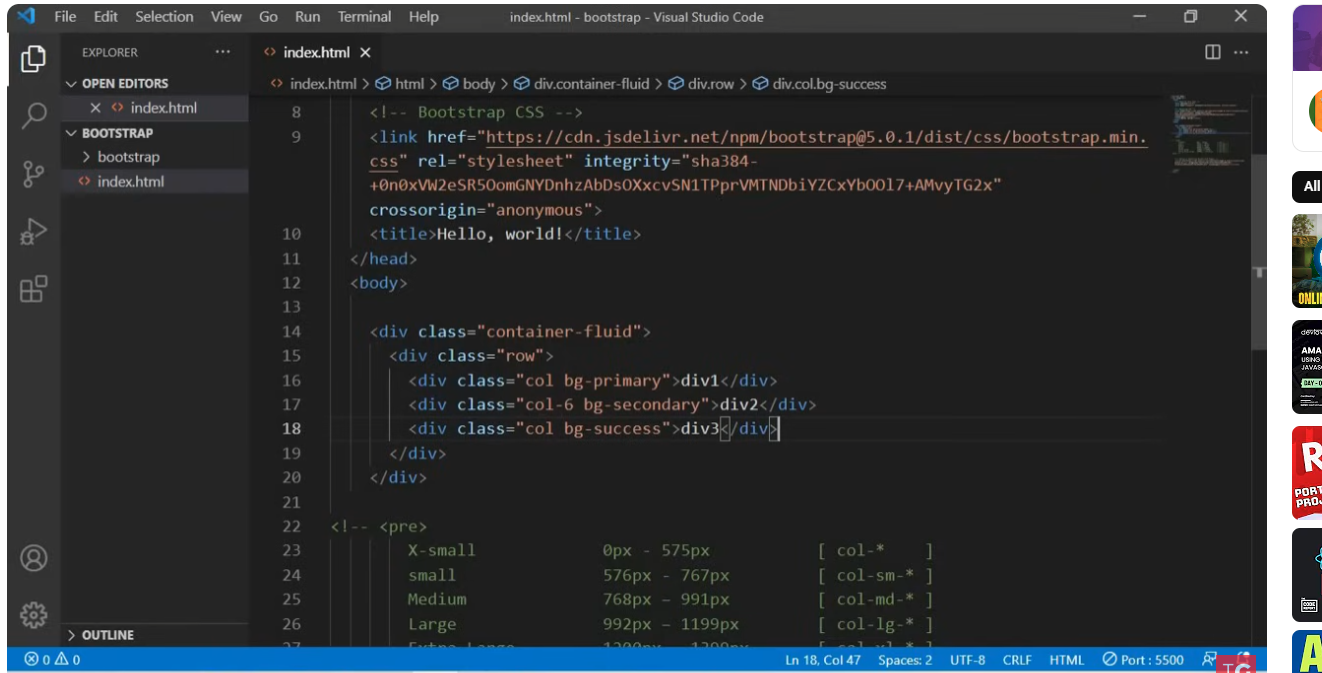 File Edit Selection View Go Run Terminal Help index.html - bootstrap - Visual Studio Code
EXPLORER ···
index.html
OPEN EDITORS
index.html
BOOTSTRAP
bootstrap
index.html
OUTLINE
index.html > html > body > div.container-fluid > div.row > div.col.bg-success
8 <!-- Bootstrap CSS -->
9 <link href="https://cdn.jsdelivr.net/npm/bootstrap@5.0.1/dist/css/bootstrap.min.
css" rel="stylesheet" integrity="sha384-
+0n0xVW2eSR5OomGNYDnhzAbDsOXxcvSN1TPprVMTNDbiYZCxYbOOl7+AMvyTG2x"
crossorigin="anonymous">
10 <title>Hello, world!</title>
11 </head>
12 <body>
13
14 <div class="container-fluid">
15 <div class="row">
16 <div class="col bg-primary">div1</div>
17 <div class="col-6 bg-secondary">div2</div>
18 <div class="col bg-success">div3</div>
19 </div>
20 </div>
21
22 <!-- <pre>
23 X-small 0px - 575px [ col-* ]
24 small 576px - 767px [ col-sm-* ]
25 Medium 768px – 991px [ col-md-* ]
26 Large 992px – 1199px [ col-lg-* ]
0 0
Ln 18, Col 47 Spaces: 2 UTF-8 CRLF HTML Port : 5500
TG
All